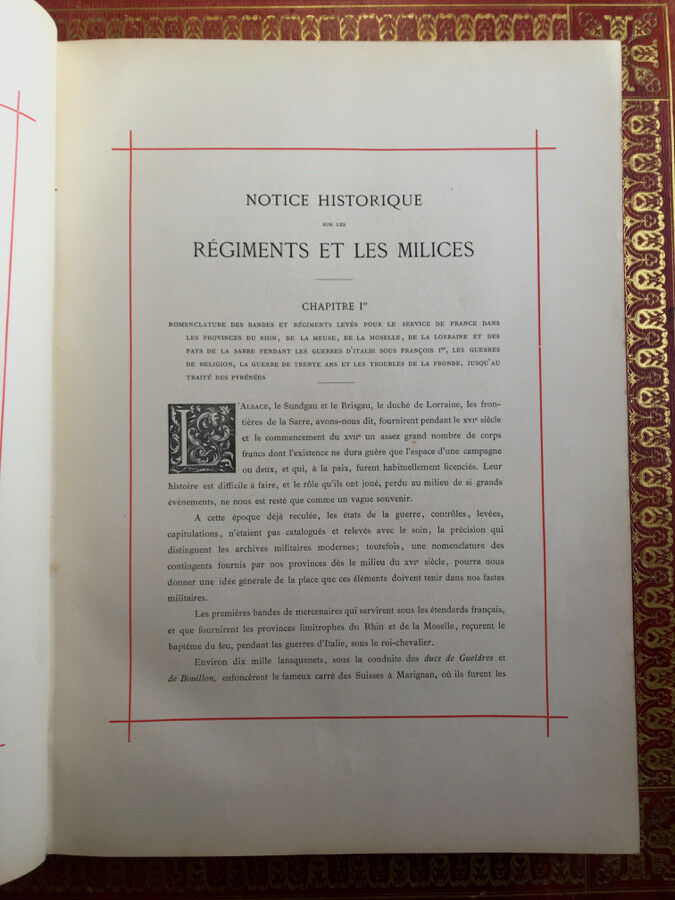 NOTICE HISTORIQUE
SUR LES
RÉGIMENTS ET LES MILICES
CHAPITRE Iᵉʳ
NOMENCLATURE DES BANDES ET RÉGIMENTS LEVÉS POUR LE SERVICE DE FRANCE DANS
LES PROVINCES DU RHIN, DE LA MEUSE, DE LA MOSELLE, DE LA LORRAINE ET DES
PAYS DE LA SARRE PENDANT LES GUERRES D'ITALIE SOUS FRANÇOIS Iᵉʳ, LES GUERRES
DE RELIGION, LA GUERRE DE TRENTE ANS ET LES TROUBLES DE LA FRONDE, JUSQU'AU
TRAITÉ DES PYRÉNÉES
L'ALSACE, le Sundgau et le Brisgau, le duché de Lorraine, les fron-
tières de la Sarre, avons-nous dit, fournirent pendant le XVIᵉ siècle
et le commencement du XVIIᵉ un assez grand nombre de corps
francs dont l'existence ne dura guère que l'espace d'une campagne
ou deux, et qui, à la paix, furent habituellement licenciés. Leur
histoire est difficile à faire, et le rôle qu'ils ont joué, perdu au milieu de si grands
événements, ne nous est resté que comme un vague souvenir.
A cette époque déjà reculée, les états de la guerre, contrôles, levées,
capitulations, n'étaient pas catalogués et relevés avec le soin, la précision qui
distinguent les archives militaires modernes; toutefois, une nomenclature des
contingents fournis par nos provinces dès le milieu du XVIᵉ siècle, pourra nous
donner une idée générale de la place que ces éléments doivent tenir dans nos fastes
militaires.
Les premières bandes de mercenaires qui servirent sous les étendards français,
et que fournirent les provinces limitrophes du Rhin et de la Moselle, reçurent le
baptême du feu, pendant les guerres d'Italie, sous le roi-chevalier.
Environ dix mille lansquenets, sous la conduite des ducs de Gueldres et
de Bouillon, enfoncèrent le fameux carré des Suisses à Marignan, où ils furent les